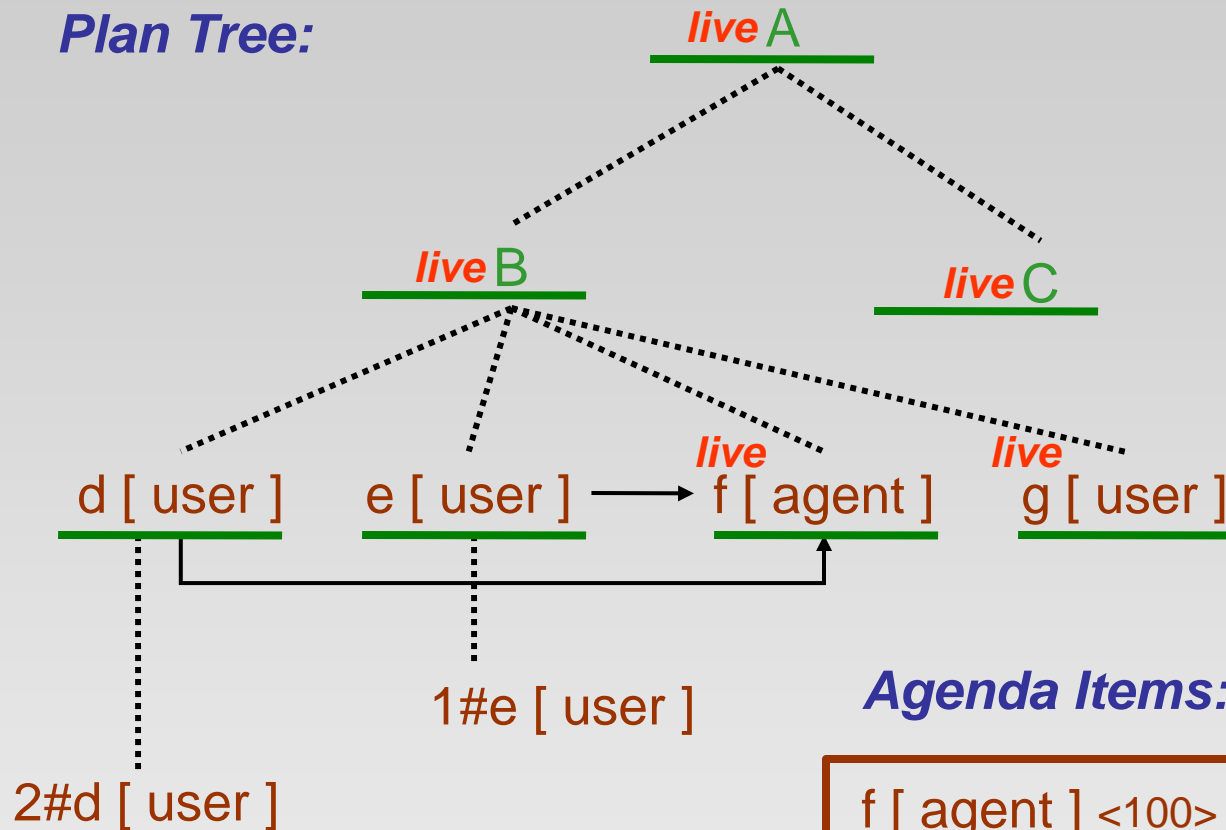 Plan Tree:
live A
live B
live C
live
live
d [ user ]
e [ user ]
f [ agent ]
g [ user ]
1#e [ user ]
Agenda Items:
2#d [ user ]
f [ agent ] <100>